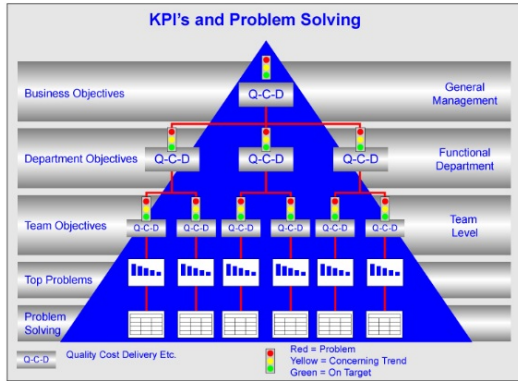 KPI's and Problem Solving
Business Objectives
Q-C-D
General
Management
Department Objectives
Q-C-D
Q-C-D
Q-C-D
Functional
Department
Team Objectives
Q-C-D
Q-C-D
Q-C-D
Q-C-D
Q-C-D
Q-C-D
Team
Level
Top Problems
Problem
Solving
Q-C-D
Quality Cost Delivery Etc.
Red = Problem
Yellow = Concerning Trend
Green = On Target